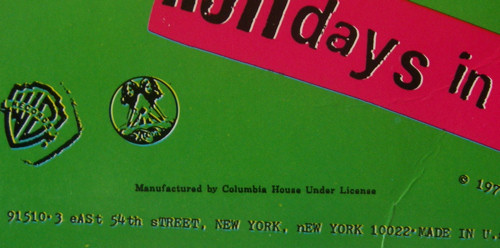 Holidays in
© 197
Manufactured by Columbia House Under License
91510·3 eASt 54th sTREET, NEW YORK, nEW YORK 10022·MADE IN U.